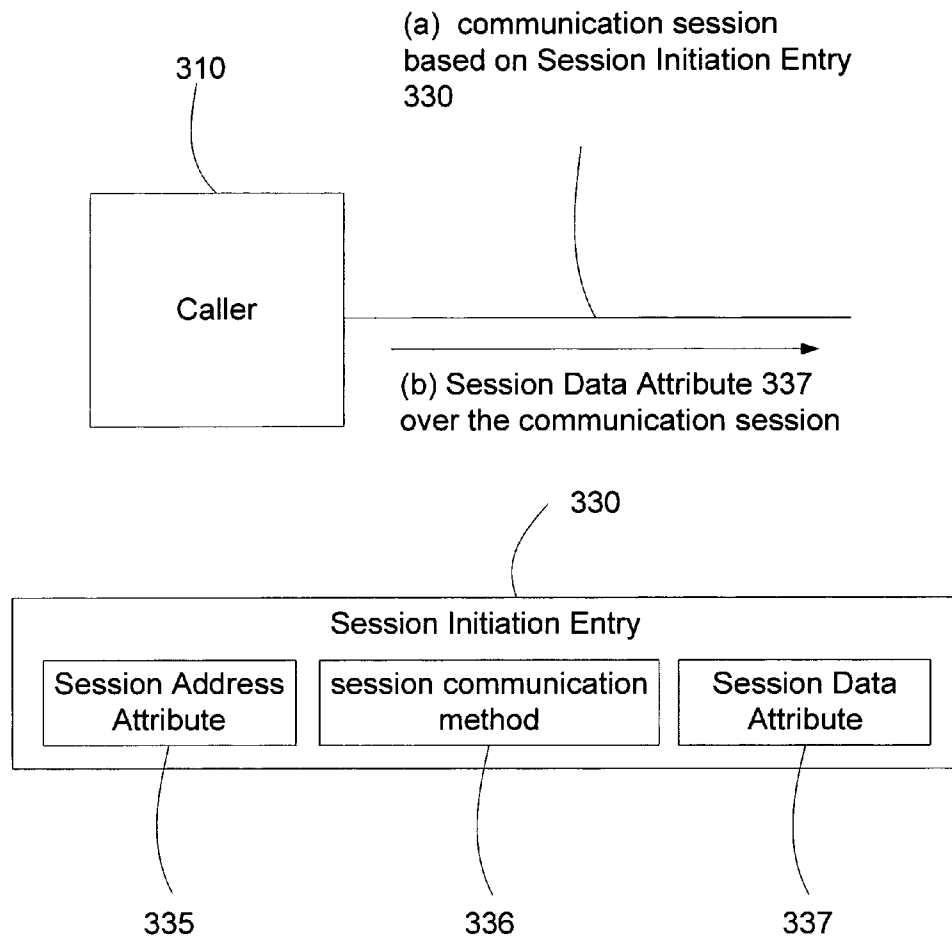 (a) communication session
based on Session Initiation Entry
330
310
Caller
(b) Session Data Attribute 337
over the communication session
330
Session Initiation Entry
Session Address
Attribute
session communication
method
Session Data
Attribute
335
336
337